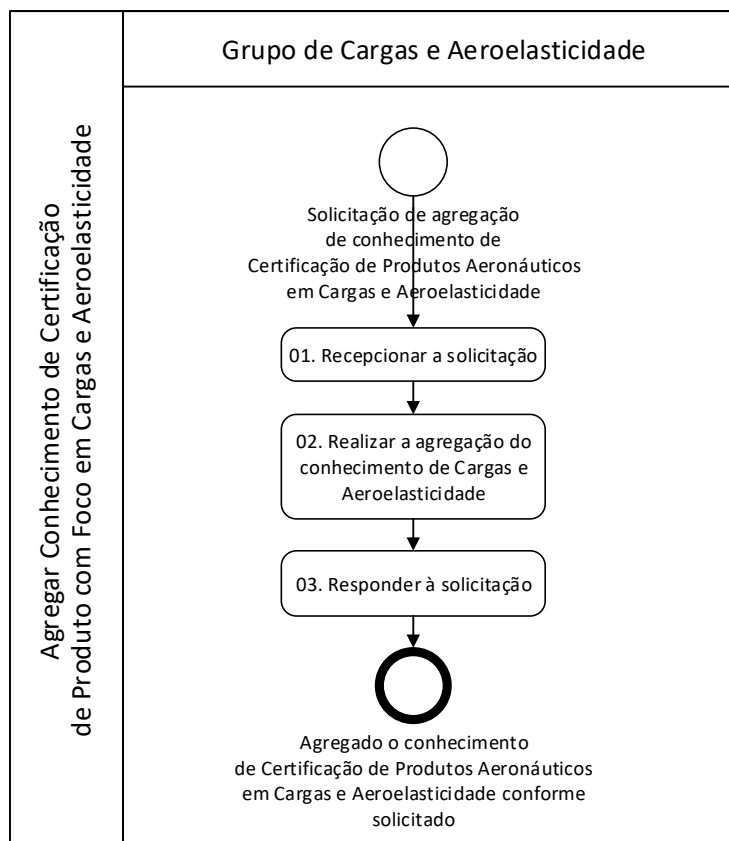 Agregar Conhecimento de Certificação
de Produto com Foco em Cargas e Aeroelasticidade
Grupo de Cargas e Aeroelasticidade
Solicitação de agregação
de conhecimento de
Certificação de Produtos Aeronáuticos
em Cargas e Aeroelasticidade
01. Recepcionar a solicitação
02. Realizar a agregação do
conhecimento de Cargas e
Aeroelasticidade
03. Responder à solicitação
Agregado o conhecimento
de Certificação de Produtos Aeronáuticos
em Cargas e Aeroelasticidade conforme
solicitado